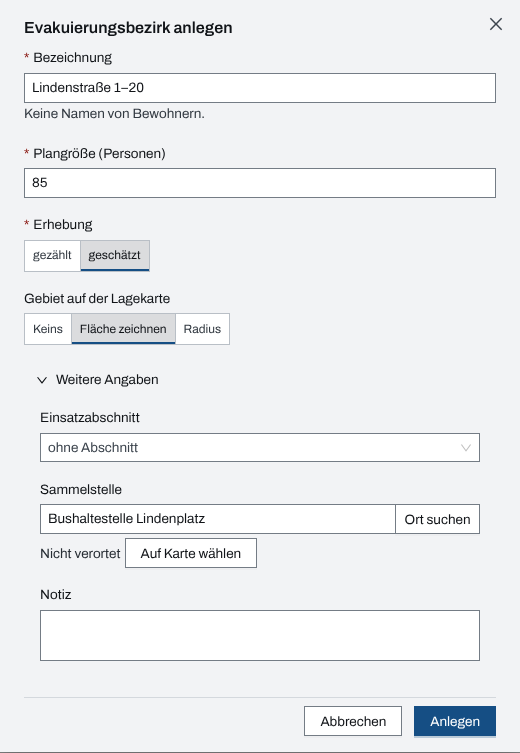 Evakuierungsbezirk anlegen
* Bezeichnung
Lindenstraße 1–20
Keine Namen von Bewohnern.
* Plangröße (Personen)
85
* Erhebung
gezählt geschätzt
Gebiet auf der Lagekarte
Keins Fläche zeichnen Radius
Weitere Angaben
Einsatzabschnitt
ohne Abschnitt
Sammelstelle
Bushaltestelle Lindenplatz Ort suchen
Nicht verortet Auf Karte wählen
Notiz
Abbrechen Anlegen